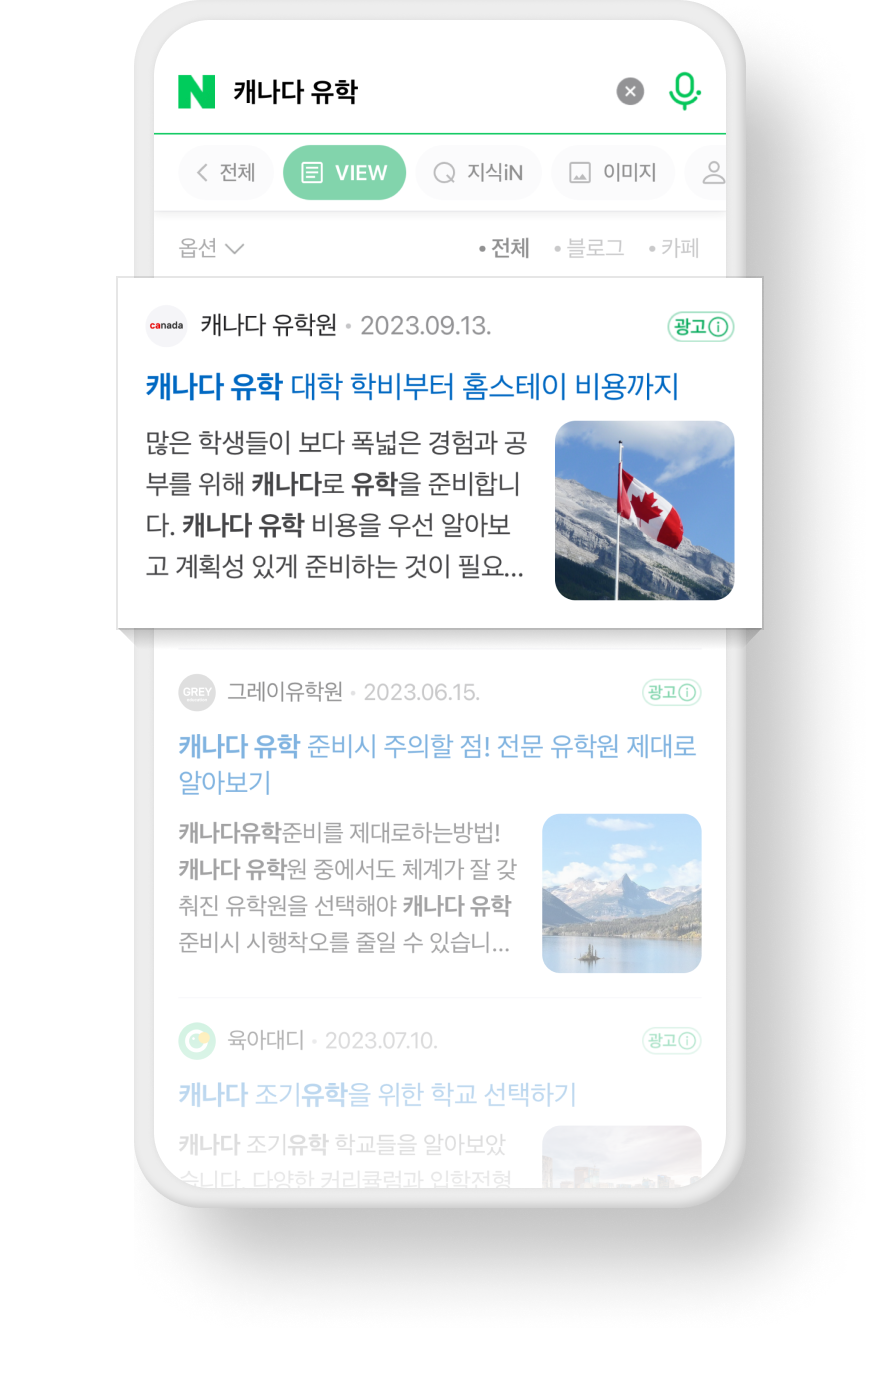 N 캐나다 유학
전체 VIEW 지식iN 이미지
옵션 • 전체 • 블로그 • 카페
canada 캐나다 유학원 • 2023.09.13. 광고
캐나다 유학 대학 학비부터 홈스테이 비용까지
많은 학생들이 보다 폭넓은 경험과 공
부를 위해 캐나다로 유학을 준비합니
다. 캐나다 유학 비용을 우선 알아보
고 계획성 있게 준비하는 것이 필요...
GREY 그레이유학원 • 2023.06.15. 광고
캐나다 유학 준비시 주의할 점! 전문 유학원 제대로
알아보기
캐나다유학준비를 제대로하는방법!
캐나다 유학원 중에서도 체계가 잘 갖
춰진 유학원을 선택해야 캐나다 유학
준비시 시행착오를 줄일 수 있습니...
육아대디 • 2023.07.10. 광고
캐나다 조기유학을 위한 학교 선택하기
캐나다 조기유학 학교들을 알아보았
습니다. 다양한 커리큘럼과 입학전형